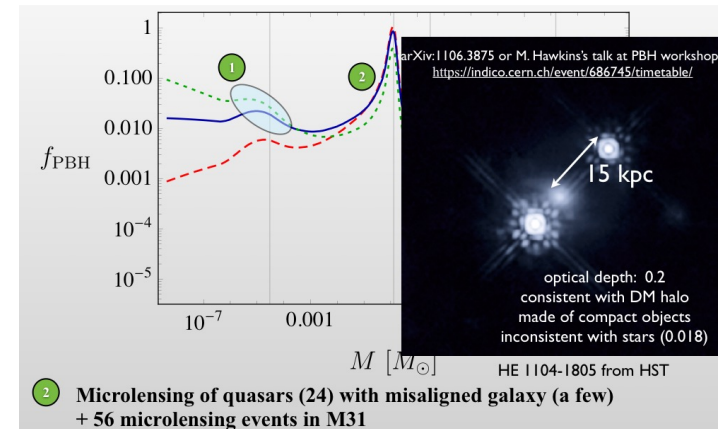 1
0.100
0.010
0.001
10⁻⁴
10⁻⁵
f_PBH
1
2
10⁻⁷
0.001
M [M⊙]
arXiv:1106.3875 or M. Hawkins's talk at PBH workshop
https://indico.cern.ch/event/686745/timetable/
15 kpc
optical depth: 0.2
consistent with DM halo
made of compact objects
inconsistent with stars (0.018)
HE 1104-1805 from HST
2 Microlensing of quasars (24) with misaligned galaxy (a few)
+ 56 microlensing events in M31